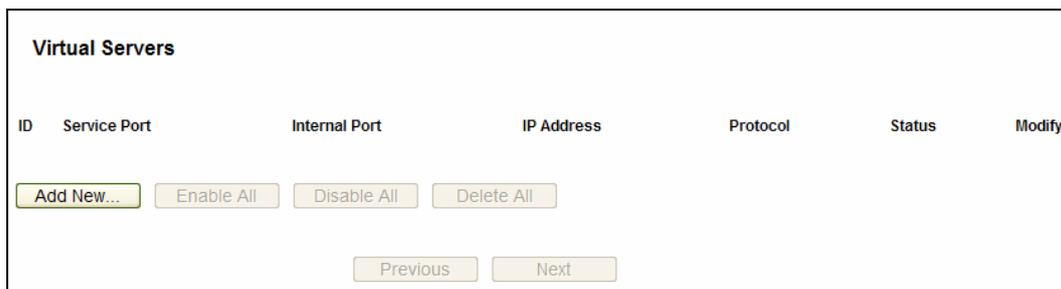 Virtual Servers
ID Service Port Internal Port IP Address Protocol Status Modify
Add New... Enable All Disable All Delete All
Previous Next